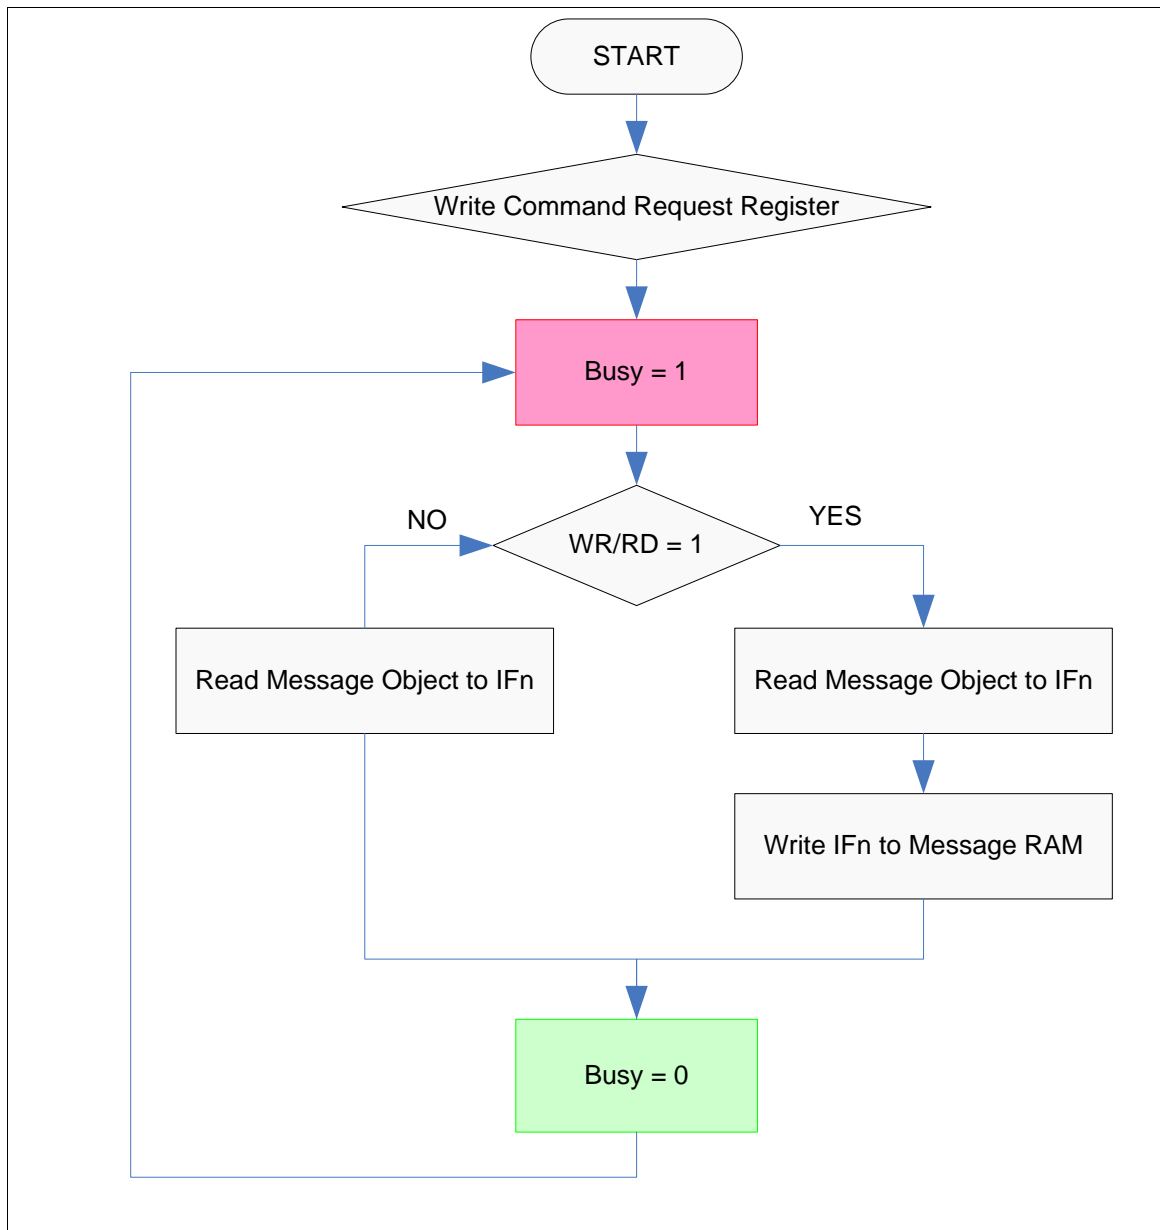 START
Write Command Request Register
Busy = 1
NO
YES
WR/RD = 1
Read Message Object to IFn
Read Message Object to IFn
Write IFn to Message RAM
Busy = 0